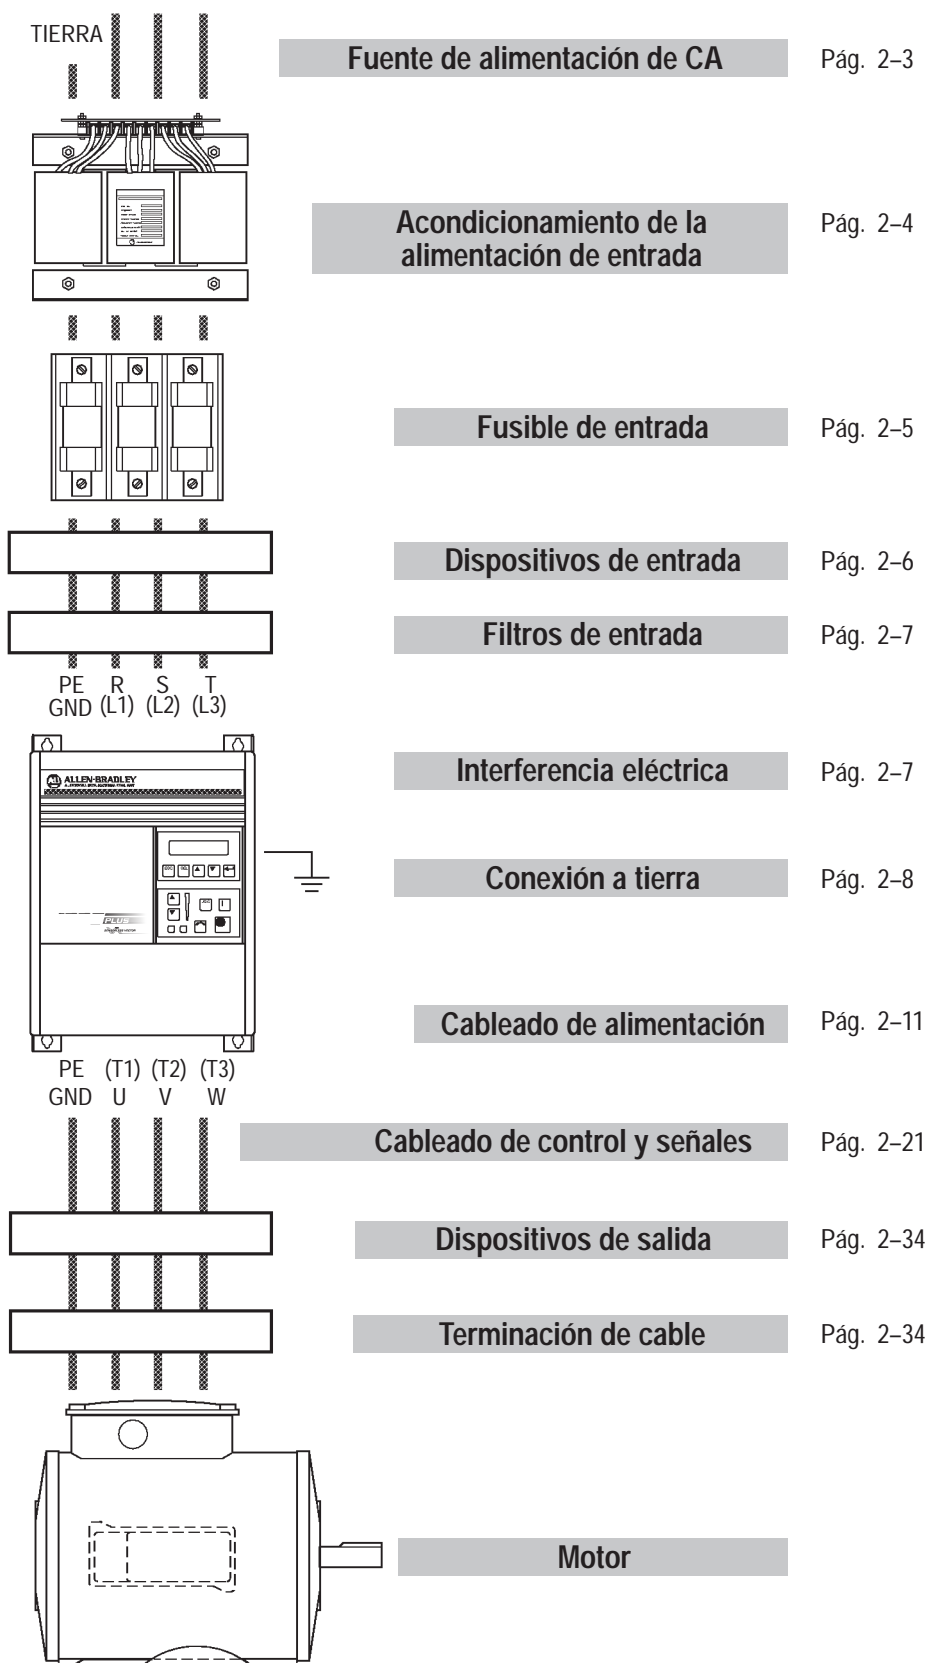 TIERRA
Fuente de alimentación de CA Pág. 2–3
Acondicionamiento de la
alimentación de entrada
Pág. 2–4
Fusible de entrada Pág. 2–5
Dispositivos de entrada Pág. 2–6
Filtros de entrada Pág. 2–7
PE R S T
GND (L1) (L2) (L3)
ALLEN-BRADLEY
Interferencia eléctrica Pág. 2–7
Conexión a tierra Pág. 2–8
PLUS
Cableado de alimentación Pág. 2–11
PE (T1) (T2) (T3)
GND U V W
Cableado de control y señales Pág. 2–21
Dispositivos de salida Pág. 2–34
Terminación de cable Pág. 2–34
Motor